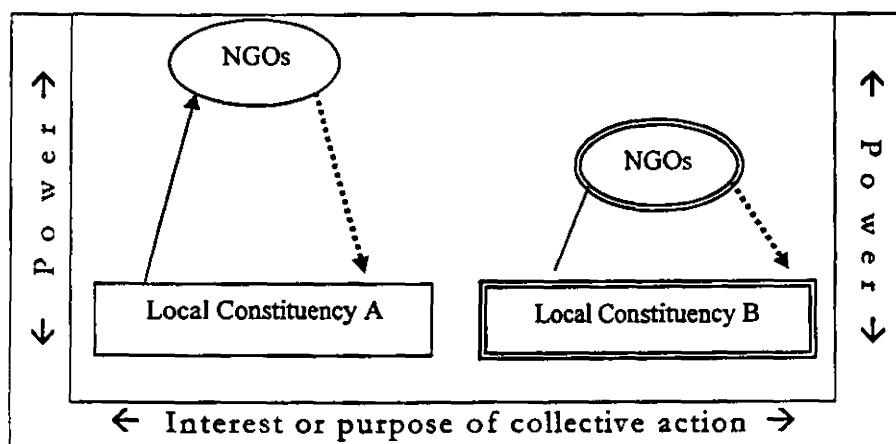 NGOs
NGOs
← Power →
← Power →
Local Constituency A
Local Constituency B
← Interest or purpose of collective action →